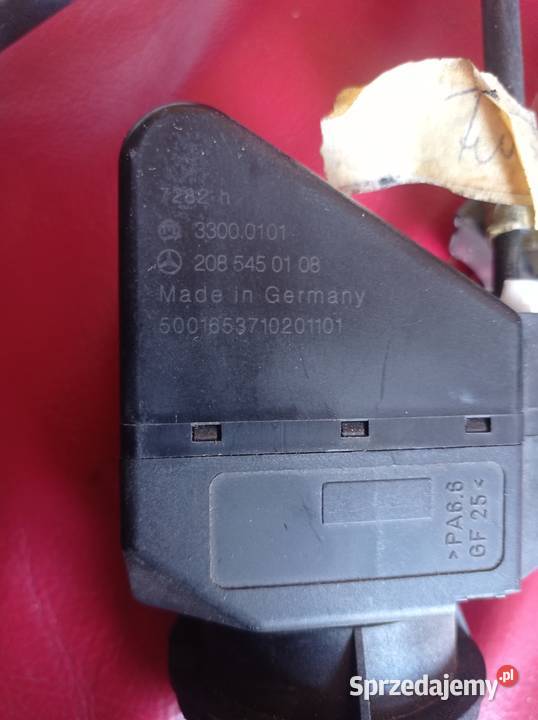 7282-h
3300.0101
208 545 01 08
Made in Germany
5001653710201101
>PA6.6
GF 25<
Sprzedajemy.pl